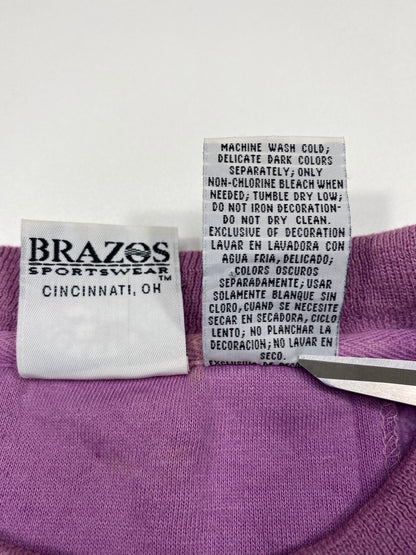 BRAZOS
SPORTSWEAR™
CINCINNATI, OH
MACHINE WASH COLD;
DELICATE DARK COLORS
SEPARATELY; ONLY
NON-CHLORINE BLEACH WHEN
NEEDED; TUMBLE DRY LOW;
DO NOT IRON DECORATION-
DO NOT DRY CLEAN.
EXCLUSIVE OF DECORATION
LAVAR EN LAVADORA CON
AGUA FRIA, DELICADO;
COLORS OSCUROS
SEPARADAMENTE; USAR
SOLAMENTE BLANQUE SIN
CLORO, CUAND SE NECESITE
SECAR EN SECADORA, CICLO
LENTO; NO PLANCHAR LA
DECORACION; NO LAVAR EN
SECO.